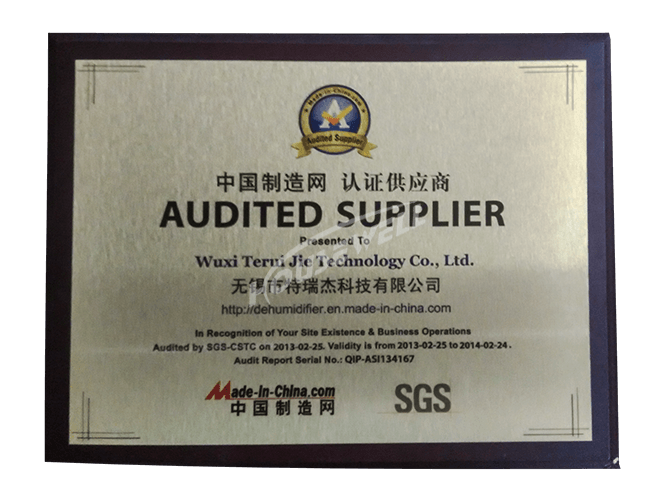 Made-in-China.com
A
Audited Supplier
中国制造网 认证供应商
AUDITED SUPPLIER
Presented To
Wuxi Terui Jie Technology Co., Ltd.
无锡市特瑞杰科技有限公司
http://dehumidifier.en.made-in-china.com
In Recognition of Your Site Existence & Business Operations
Audited by SGS-CSTC on 2013-02-25. Validity is from 2013-02-25 to 2014-02-24.
Audit Report Serial No.: QIP-ASI134167
Made-in-China.com
中国制造网
SGS